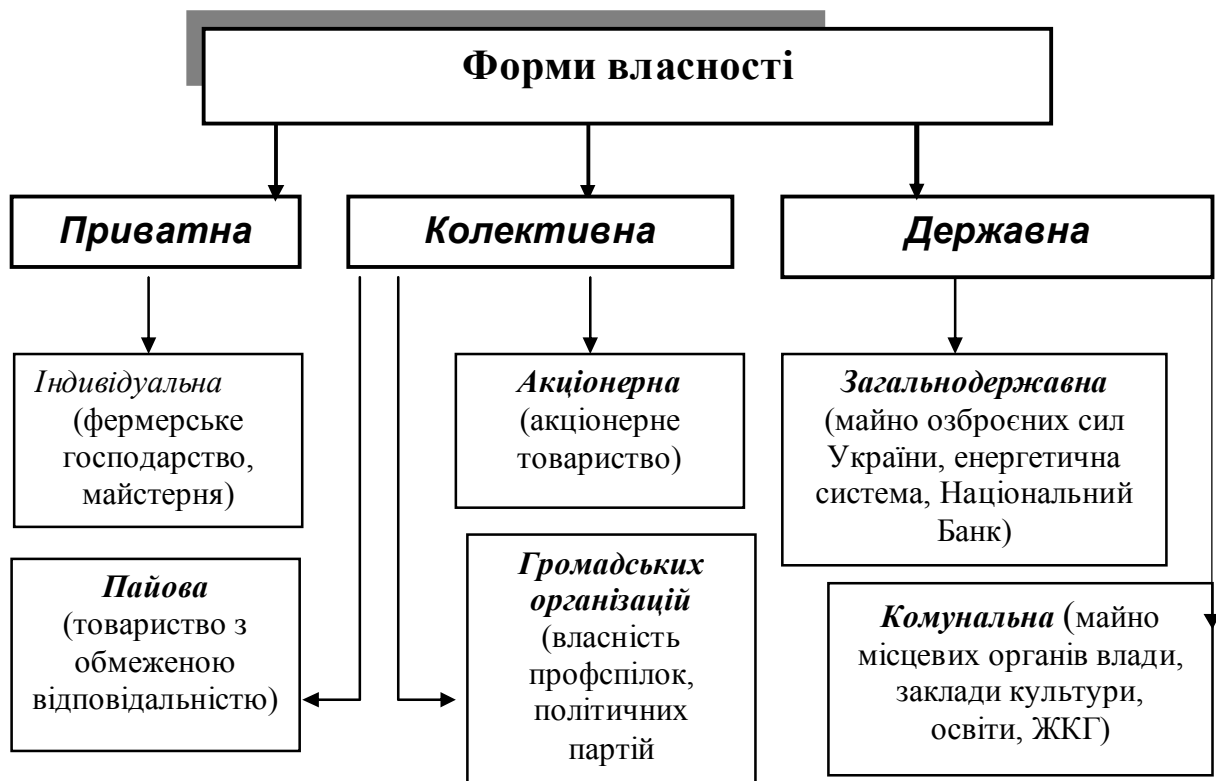 Форми власності
Приватна
Колективна
Державна
Індивідуальна
(фермерське
господарство,
майстерня)
Акціонерна
(акціонерне
товариство)
Загальнодержавна
(майно озброєних сил
України, енергетична
система, Національний
Банк)
Пайова
(товариство з
обмеженою
відповідальністю)
Громадських
організацій
(власність
профспілок,
політичних
партій
Комунальна (майно
місцевих органів влади,
заклади культури,
освіти, ЖКГ)